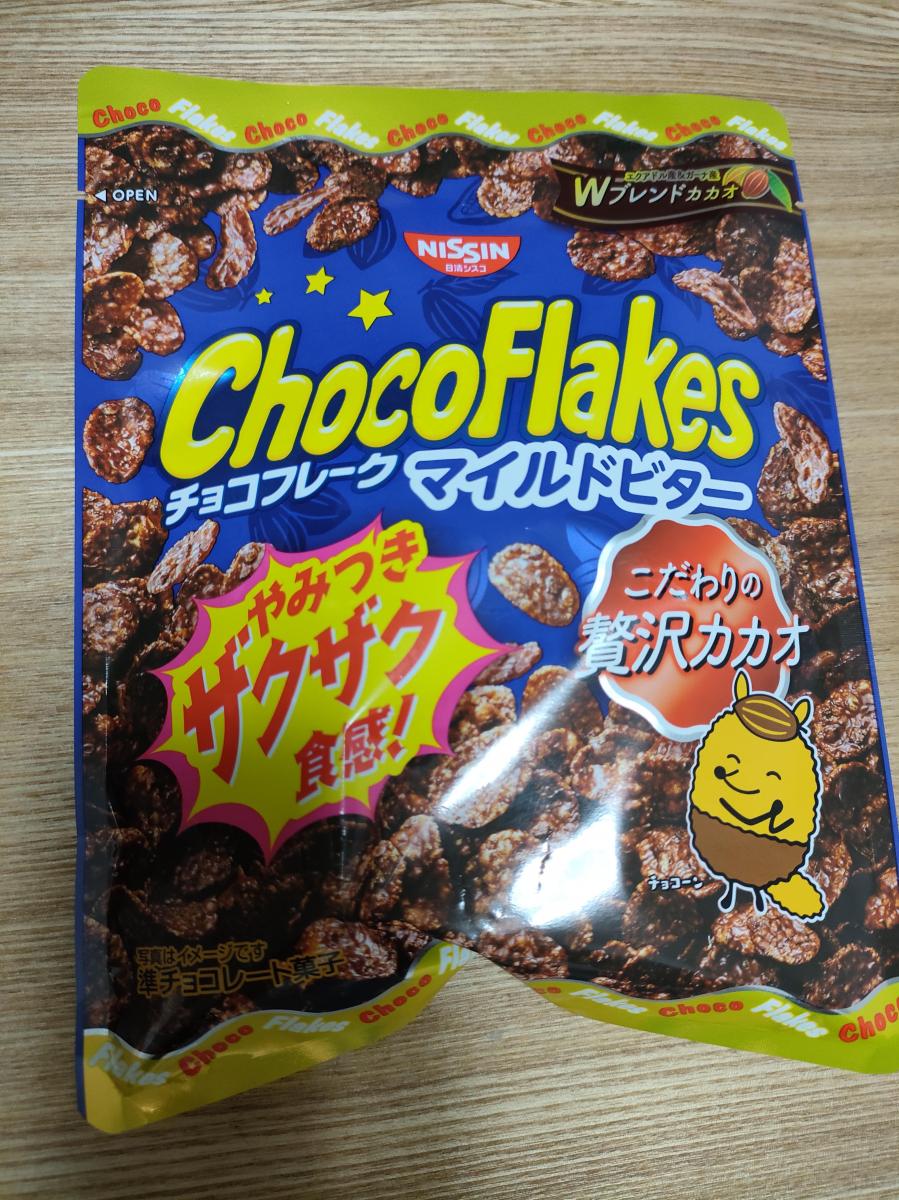 Choco Flakes Choco Flakes Choco Flakes Choco Flakes Choco Flakes
◀ OPEN
エクアドル産&ガーナ産
Wブレンドカカオ
NISSIN
日清シスコ
ChocoFlakes
チョコフレーク マイルドビター
やみつき
ザクザク
食感!
こだわりの
贅沢カカオ
チョコーン
写真はイメージです
準チョコレート菓子
Flakes Choco Flakes Choco Fl
Flakes Choco Flakes Choco